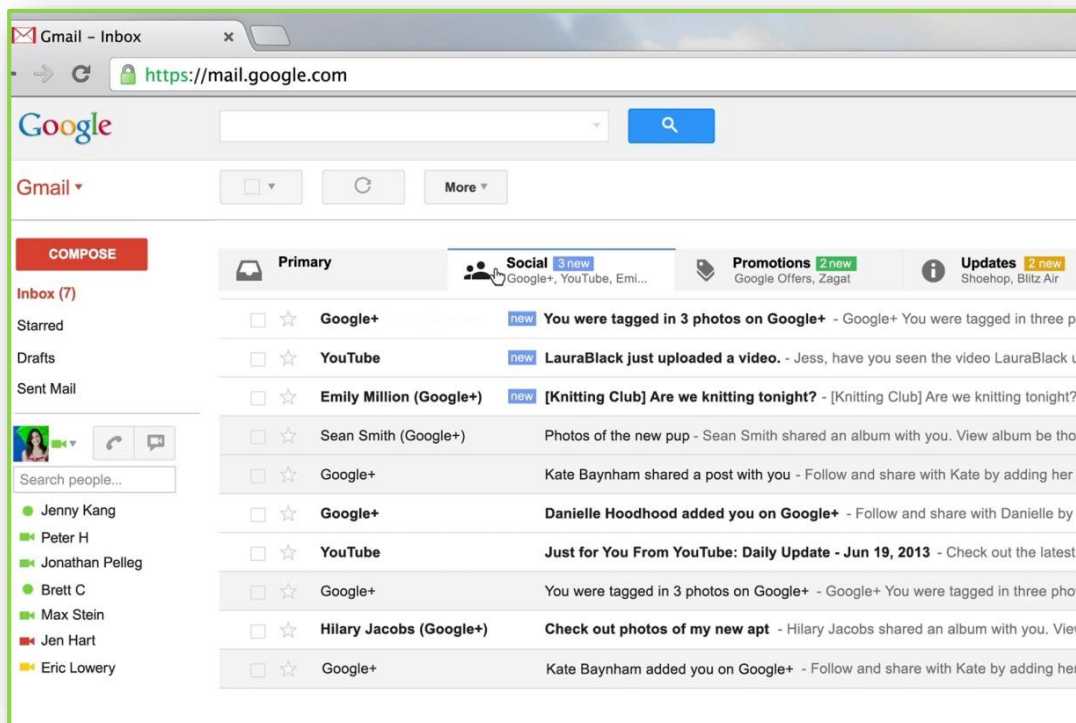 Gmail – Inbox
https://mail.google.com
Google
Gmail
More
COMPOSE
Inbox (7)
Starred
Drafts
Sent Mail
Search people...
Jenny Kang
Peter H
Jonathan Pelleg
Brett C
Max Stein
Jen Hart
Eric Lowery
Primary
Social 3 new
Google+, YouTube, Emi...
Promotions 2 new
Google Offers, Zagat
Updates 2 new
Shoehop, Blitz Air
Google+ new You were tagged in 3 photos on Google+ - Google+ You were tagged in three p
YouTube new LauraBlack just uploaded a video. - Jess, have you seen the video LauraBlack u
Emily Million (Google+) new [Knitting Club] Are we knitting tonight? - [Knitting Club] Are we knitting tonight?
Sean Smith (Google+) Photos of the new pup - Sean Smith shared an album with you. View album be tho
Google+ Kate Baynham shared a post with you - Follow and share with Kate by adding her
Google+ Danielle Hoodhood added you on Google+ - Follow and share with Danielle by
YouTube Just for You From YouTube: Daily Update - Jun 19, 2013 - Check out the latest
Google+ You were tagged in 3 photos on Google+ - Google+ You were tagged in three pho
Hilary Jacobs (Google+) Check out photos of my new apt - Hilary Jacobs shared an album with you. View
Google+ Kate Baynham added you on Google+ - Follow and share with Kate by adding her